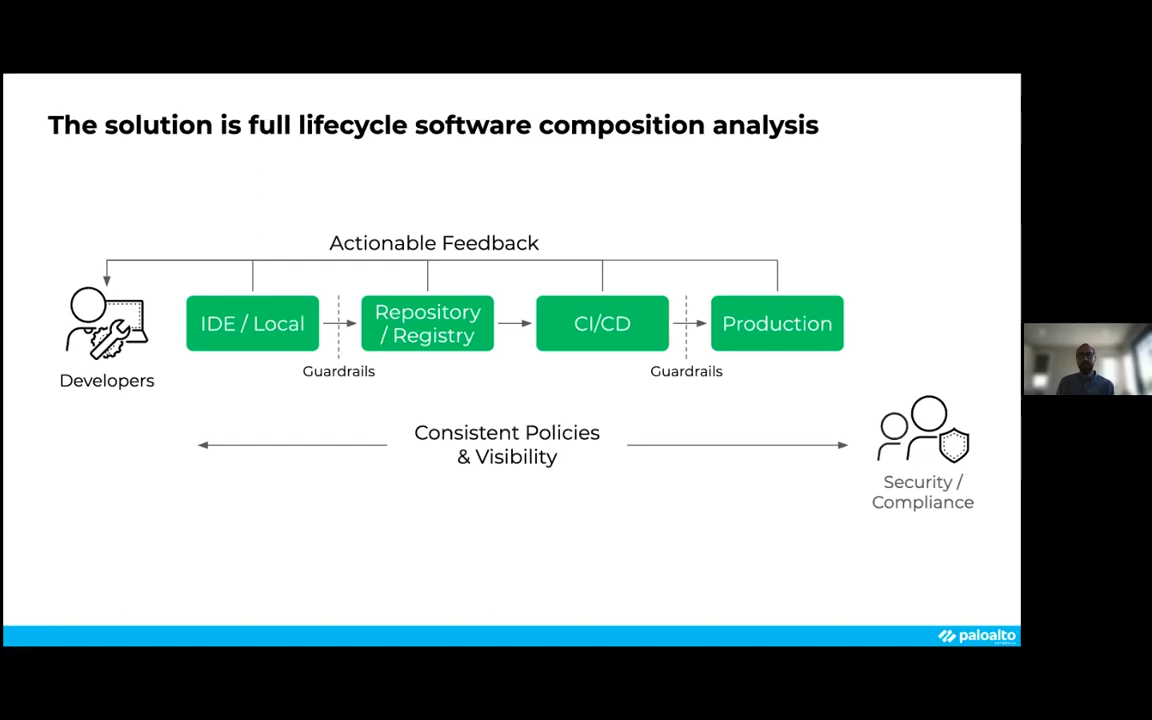 The solution is full lifecycle software composition analysis
Actionable Feedback
IDE / Local
Repository
/ Registry
CI/CD
Production
Guardrails
Guardrails
Developers
Consistent Policies
& Visibility
Security /
Compliance
paloalto